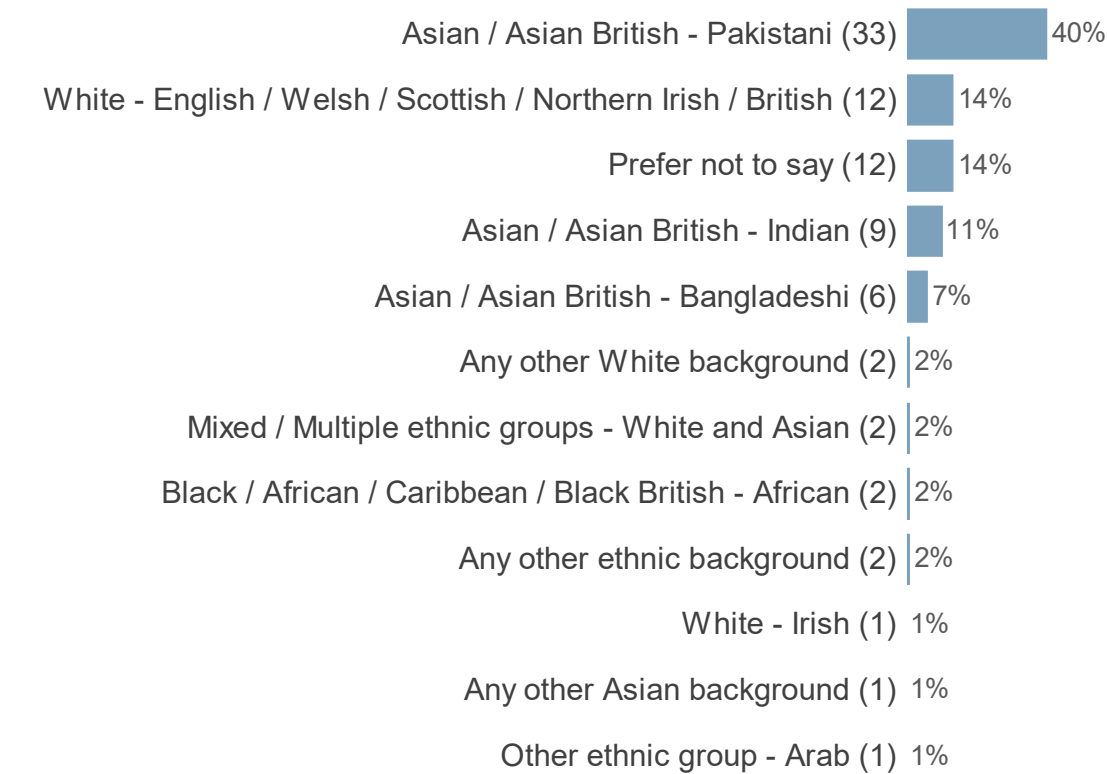 Asian / Asian British - Pakistani (33) 40%
White - English / Welsh / Scottish / Northern Irish / British (12) 14%
Prefer not to say (12) 14%
Asian / Asian British - Indian (9) 11%
Asian / Asian British - Bangladeshi (6) 7%
Any other White background (2) 2%
Mixed / Multiple ethnic groups - White and Asian (2) 2%
Black / African / Caribbean / Black British - African (2) 2%
Any other ethnic background (2) 2%
White - Irish (1) 1%
Any other Asian background (1) 1%
Other ethnic group - Arab (1) 1%